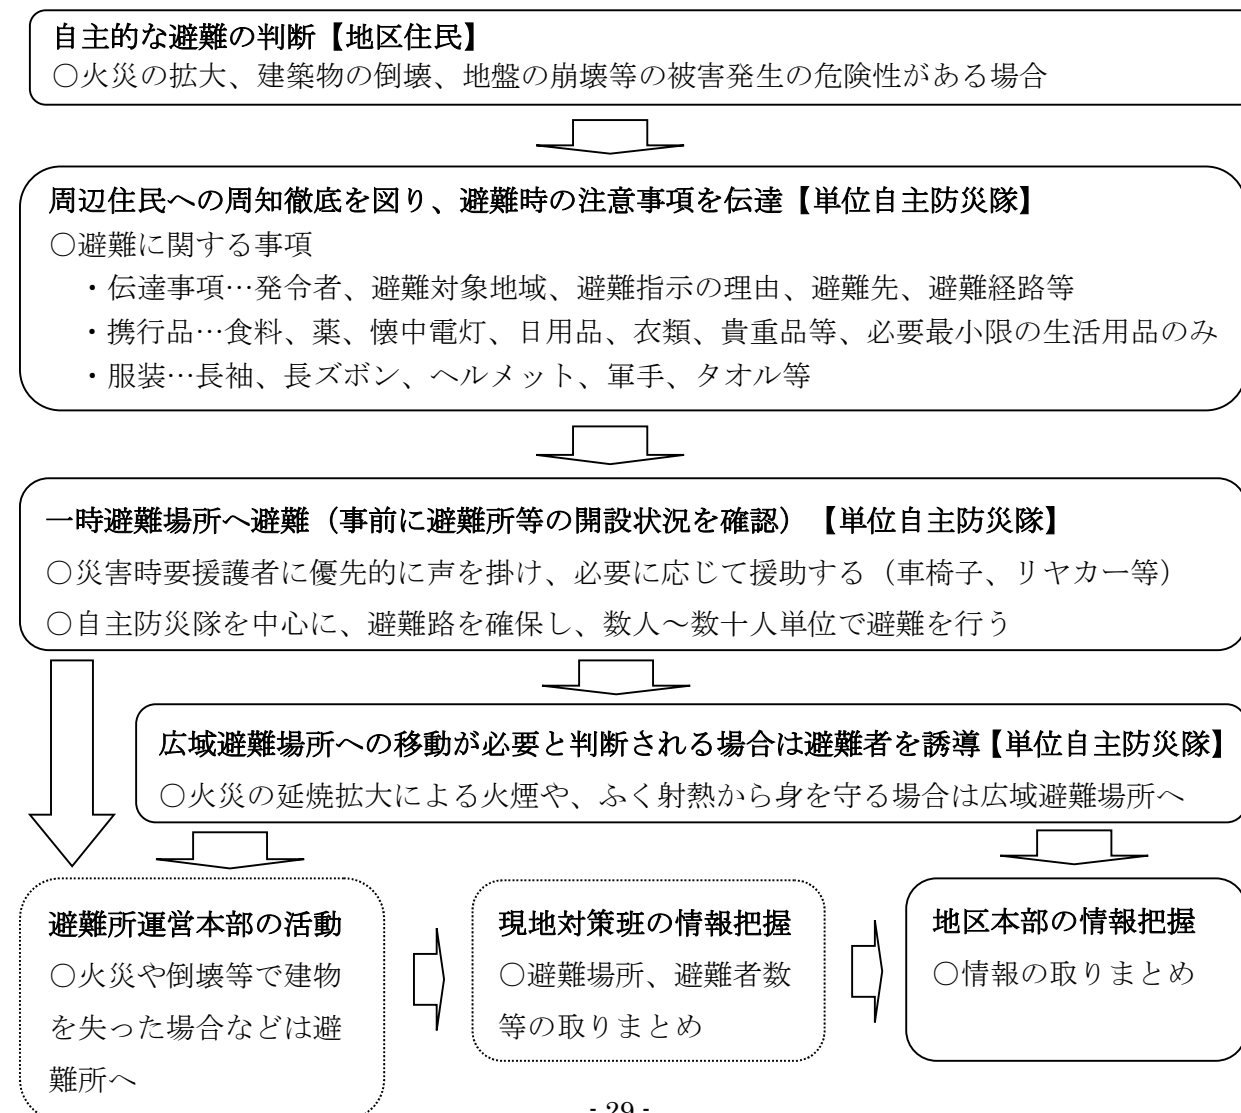 自主的な避難の判断【地区住民】
○火災の拡大、建築物の倒壊、地盤の崩壊等の被害発生の危険性がある場合
周辺住民への周知徹底を図り、避難時の注意事項を伝達【単位自主防災隊】
○避難に関する事項
・伝達事項…発令者、避難対象地域、避難指示の理由、避難先、避難経路等
・携行品…食料、薬、懐中電灯、日用品、衣類、貴重品等、必要最小限の生活用品のみ
・服装…長袖、長ズボン、ヘルメット、軍手、タオル等
一時避難場所へ避難（事前に避難所等の開設状況を確認）【単位自主防災隊】
○災害時要援護者に優先的に声を掛け、必要に応じて援助する（車椅子、リヤカー等）
○自主防災隊を中心に、避難路を確保し、数人～数十人単位で避難を行う
広域避難場所への移動が必要と判断される場合は避難者を誘導【単位自主防災隊】
○火災の延焼拡大による火煙や、ふく射熱から身を守る場合は広域避難場所へ
避難所運営本部の活動
○火災や倒壊等で建物
を失った場合などは避
難所へ
現地対策班の情報把握
○避難場所、避難者数
等の取りまとめ
地区本部の情報把握
○情報の取りまとめ
- 29 -